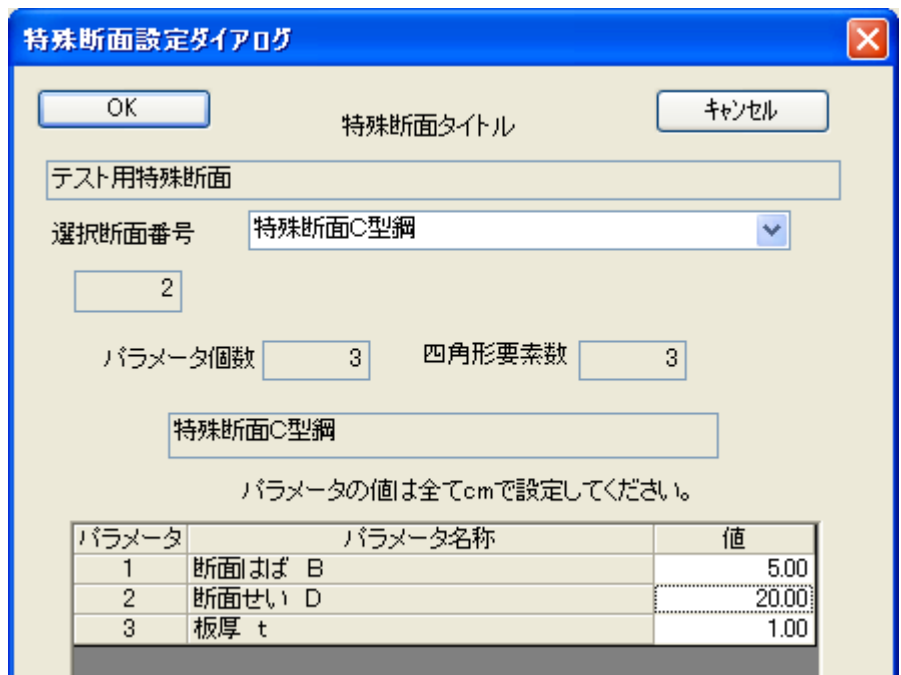 特殊断面設定ダイアログ
OK
特殊断面タイトル
キャンセル
テスト用特殊断面
選択断面番号
特殊断面C型鋼
2
パラメータ個数 3 四角形要素数 3
特殊断面C型鋼
パラメータの値は全てcmで設定してください。
パラメータ パラメータ名称 値
1 断面はば B 5.00
2 断面せい D 20.00
3 板厚 t 1.00